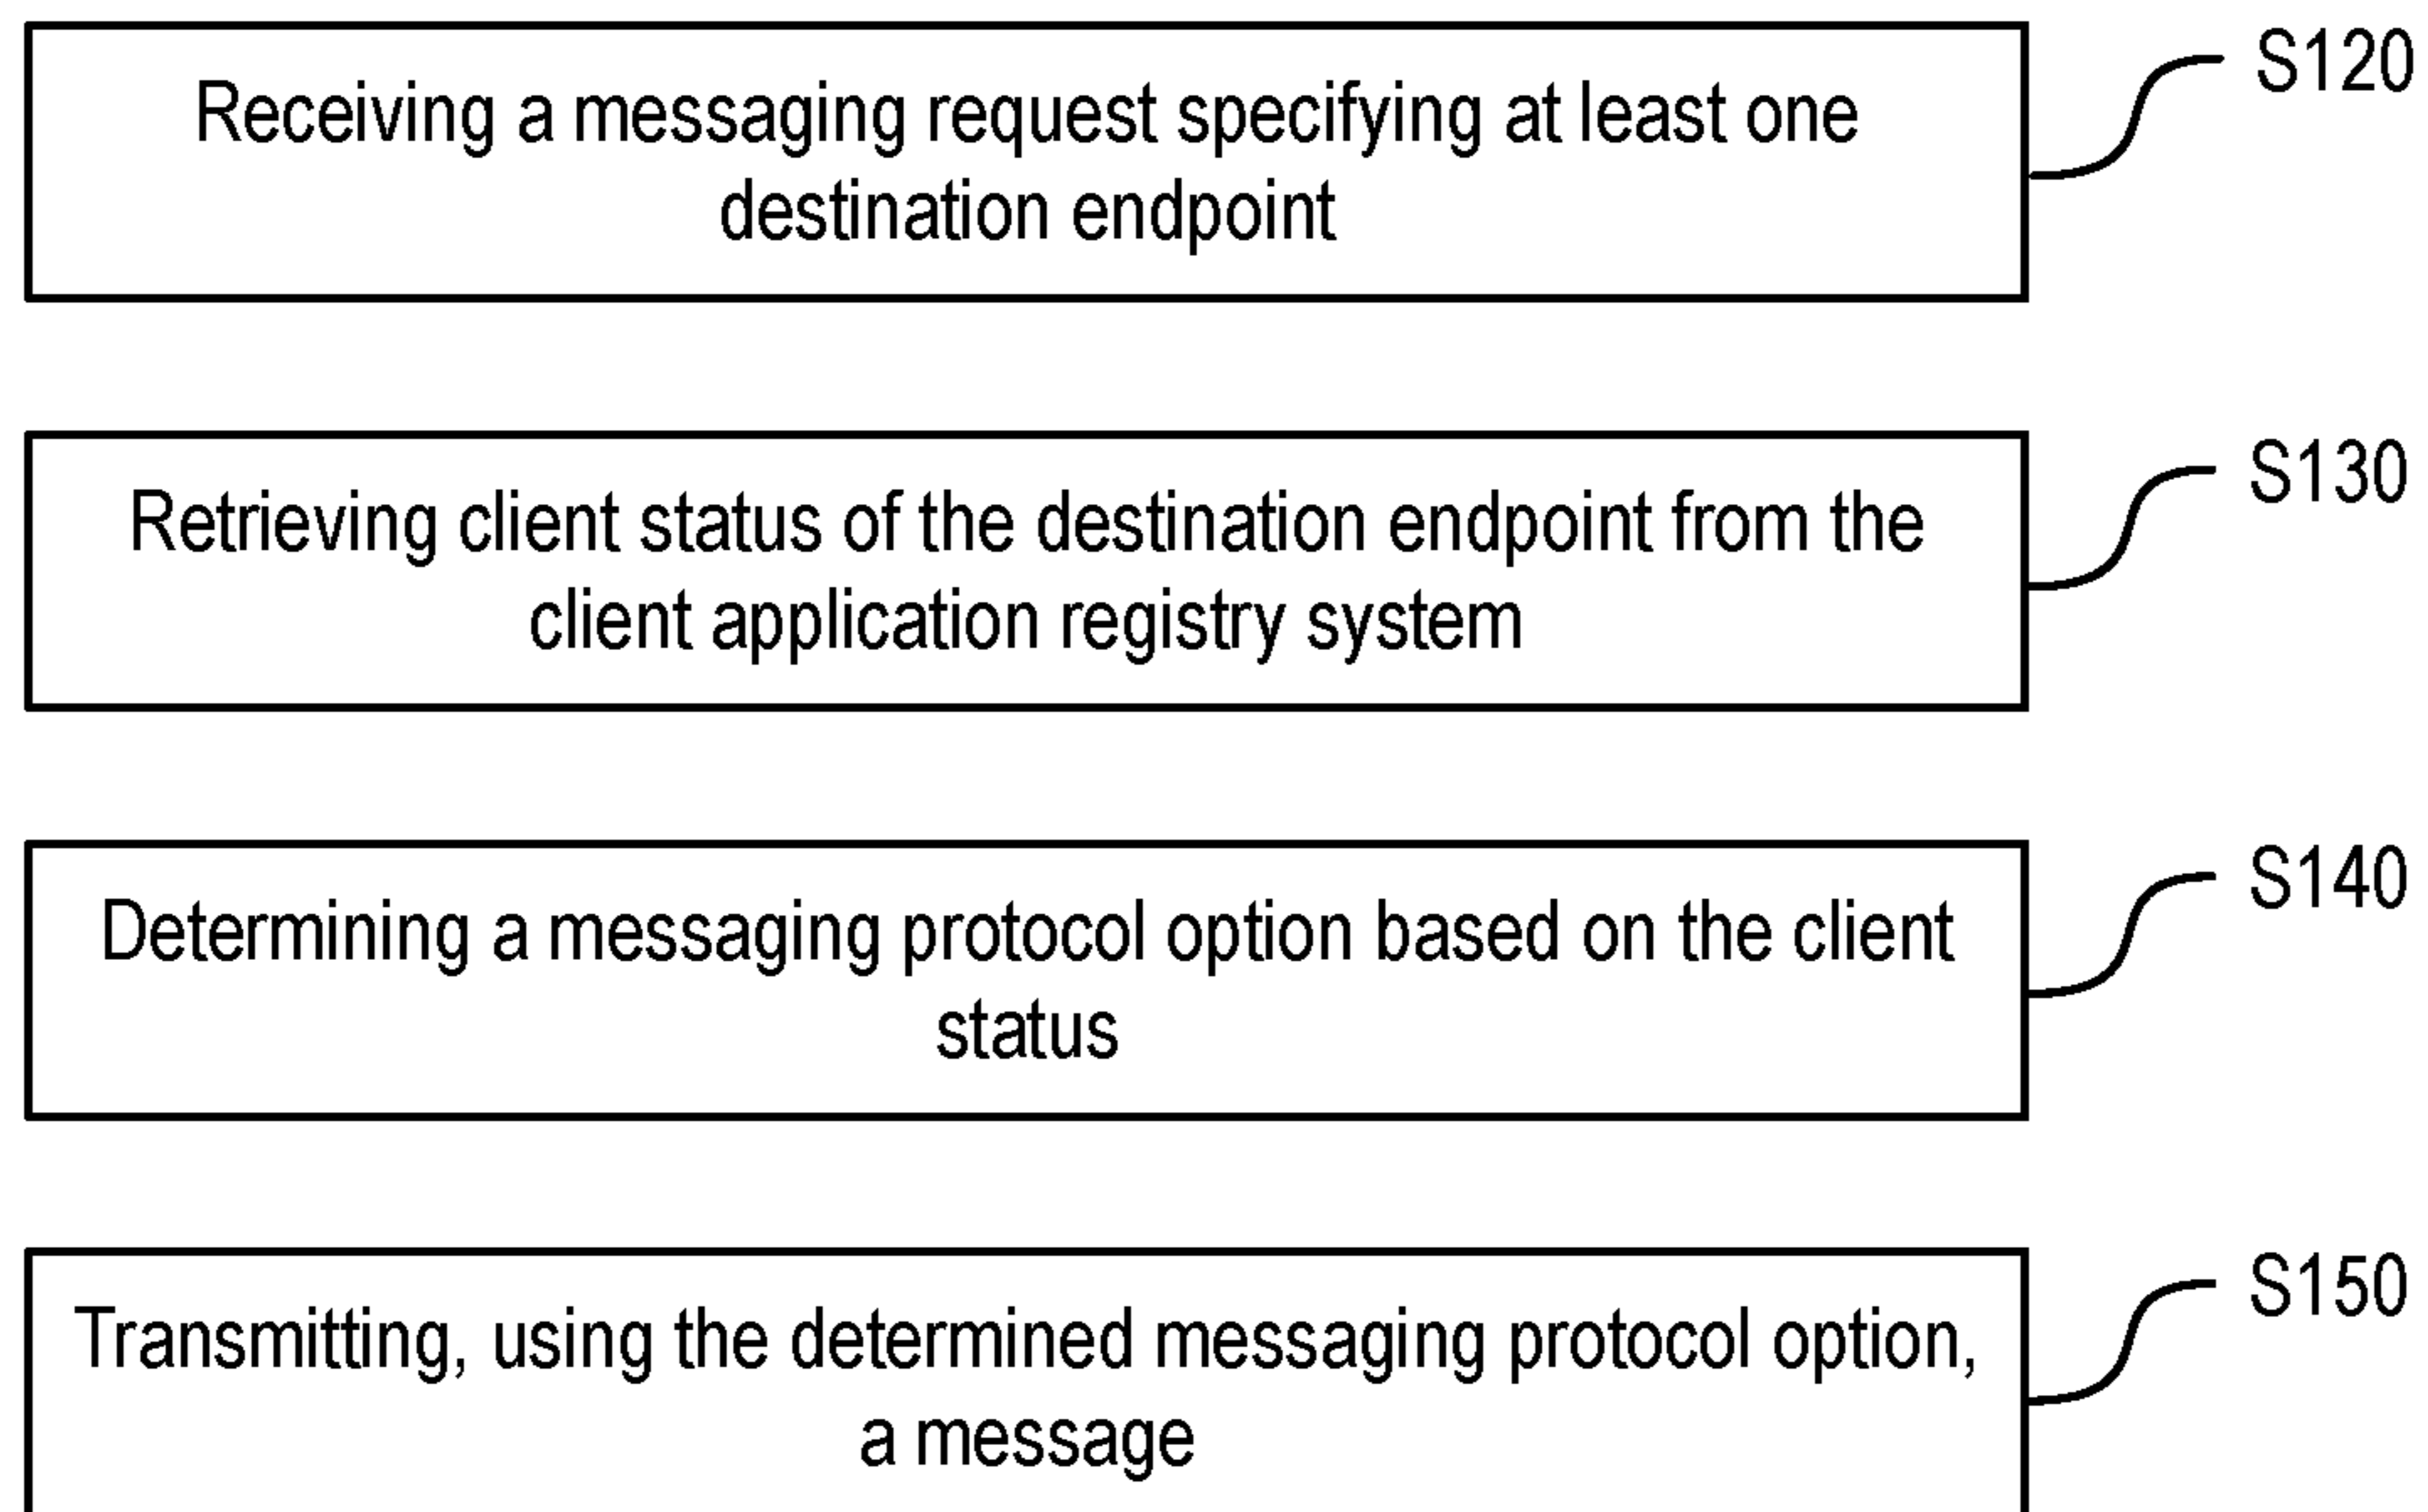 Receiving a messaging request specifying at least one
destination endpoint
S120
Retrieving client status of the destination endpoint from the
client application registry system
S130
Determining a messaging protocol option based on the client
status
S140
Transmitting, using the determined messaging protocol option,
a message
S150